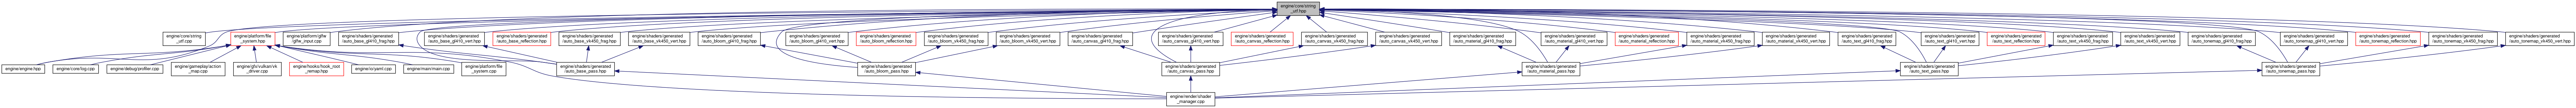 engine/core/string
_utf.hpp
engine/core/string
_utf.cpp
engine/platform/file
_system.hpp
engine/platform/glfw
/glfw_input.cpp
engine/shaders/generated
/auto_base_gl410_frag.hpp
engine/shaders/generated
/auto_base_gl410_vert.hpp
engine/shaders/generated
/auto_base_reflection.hpp
engine/shaders/generated
/auto_base_vk450_frag.hpp
engine/shaders/generated
/auto_base_vk450_vert.hpp
engine/shaders/generated
/auto_bloom_gl410_frag.hpp
engine/shaders/generated
/auto_bloom_gl410_vert.hpp
engine/shaders/generated
/auto_bloom_reflection.hpp
engine/shaders/generated
/auto_bloom_vk450_frag.hpp
engine/shaders/generated
/auto_bloom_vk450_vert.hpp
engine/shaders/generated
/auto_canvas_gl410_frag.hpp
engine/shaders/generated
/auto_canvas_gl410_vert.hpp
engine/shaders/generated
/auto_canvas_reflection.hpp
engine/shaders/generated
/auto_canvas_vk450_frag.hpp
engine/shaders/generated
/auto_canvas_vk450_vert.hpp
engine/shaders/generated
/auto_material_gl410_frag.hpp
engine/shaders/generated
/auto_material_gl410_vert.hpp
engine/shaders/generated
/auto_material_reflection.hpp
engine/shaders/generated
/auto_material_vk450_frag.hpp
engine/shaders/generated
/auto_material_vk450_vert.hpp
engine/shaders/generated
/auto_text_gl410_frag.hpp
engine/shaders/generated
/auto_text_gl410_vert.hpp
engine/shaders/generated
/auto_text_reflection.hpp
engine/shaders/generated
/auto_text_vk450_frag.hpp
engine/shaders/generated
/auto_text_vk450_vert.hpp
engine/shaders/generated
/auto_tonemap_gl410_frag.hpp
engine/shaders/generated
/auto_tonemap_gl410_vert.hpp
engine/shaders/generated
/auto_tonemap_reflection.hpp
engine/shaders/generated
/auto_tonemap_vk450_frag.hpp
engine/shaders/generated
/auto_tonemap_vk450_vert.hpp
engine/engine.hpp
engine/core/log.cpp
engine/debug/profiler.cpp
engine/gameplay/action
_map.cpp
engine/gfx/vulkan/vk
_driver.cpp
engine/hooks/hook_root
_remap.hpp
engine/io/yaml.cpp
engine/main/main.cpp
engine/platform/file
_system.cpp
engine/shaders/generated
/auto_base_pass.hpp
engine/shaders/generated
/auto_bloom_pass.hpp
engine/shaders/generated
/auto_canvas_pass.hpp
engine/shaders/generated
/auto_material_pass.hpp
engine/shaders/generated
/auto_text_pass.hpp
engine/shaders/generated
/auto_tonemap_pass.hpp
engine/render/shader
_manager.cpp